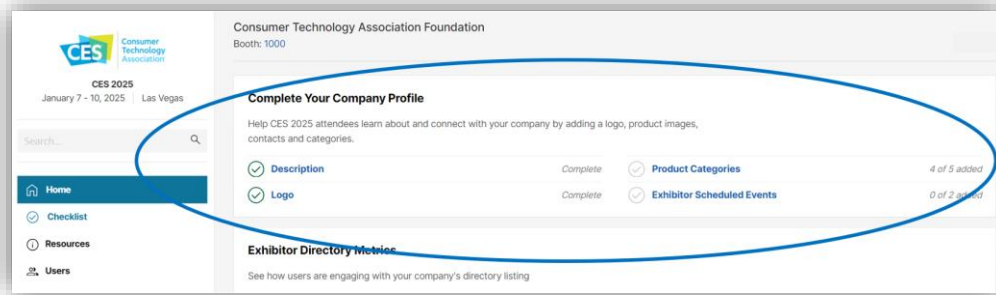 CES
Consumer
Technology
Association
CES 2025
January 7 - 10, 2025 | Las Vegas
Search...
Home
Checklist
Resources
Users
Consumer Technology Association Foundation
Booth: 1000
Complete Your Company Profile
Help CES 2025 attendees learn about and connect with your company by adding a logo, product images,
contacts and categories.
Description Complete Product Categories 4 of 5 added
Logo Complete Exhibitor Scheduled Events 0 of 2 added
Exhibitor Directory Metrics
See how users are engaging with your company's directory listing